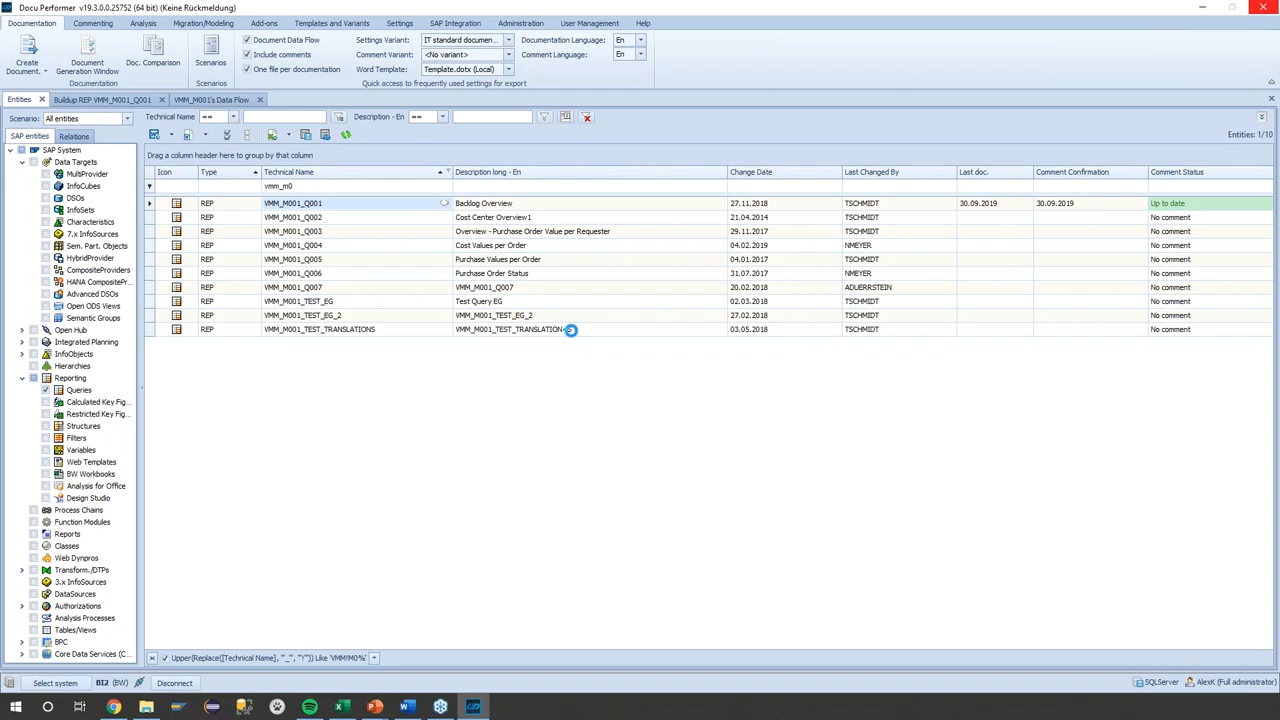 Docu Performer v19.3.0.0.25752 (64 bit) (Keine Rückmeldung)
Documentation Commenting Analysis Migration/Modeling Add-ons Templates and Variants Settings SAP Integration Administration User Management Help
Create Document.
Document Generation Window
Doc. Comparison
Documentation
Scenarios
Scenarios
Document Data Flow
Include comments
One file per documentation
Settings Variant: IT standard documen...
Comment Variant: <No variant>
Word Template: Template.dotx (Local)
Documentation Language: En
Comment Language: En
Quick access to frequently used settings for export
Entities Buildup REP VMM_M001_Q001 VMM_M001's Data Flow
Scenario: All entities
Technical Name == Description - En ==
SAP entities Relations
Entities: 1/10
Drag a column header here to group by that column
Icon Type Technical Name Description long - En Change Date Last Changed By Last doc. Comment Confirmation Comment Status
vmm_m0
REP VMM_M001_Q001 Backlog Overview 27.11.2018 TSCHMIDT 30.09.2019 30.09.2019 Up to date
REP VMM_M001_Q002 Cost Center Overview1 21.04.2018 TSCHMIDT No comment
REP VMM_M001_Q003 Overview - Purchase Order Value per Requester 29.11.2017 TSCHMIDT No comment
REP VMM_M001_Q004 Cost Values per Order 04.02.2019 NMEYER No comment
REP VMM_M001_Q005 Purchase Values per Order 04.01.2017 TSCHMIDT No comment
REP VMM_M001_Q006 Purchase Order Status 31.07.2017 NMEYER No comment
REP VMM_M001_Q007 VMM_M001_Q007 20.02.2018 ADUERRSTEIN No comment
REP VMM_M001_TEST_EG Test Query EG 02.03.2018 TSCHMIDT No comment
REP VMM_M001_TEST_EG_2 VMM_M001_TEST_EG_2 27.02.2018 TSCHMIDT No comment
REP VMM_M001_TEST_TRANSLATIONS VMM_M001_TEST_TRANSLATION 03.05.2018 TSCHMIDT No comment
SAP System
Data Targets
MultiProvider
InfoCubes
DSOs
InfoSets
Characteristics
7.x InfoSources
Sem. Part. Objects
HybridProvider
CompositeProviders
HANA CompositePr...
Advanced DSOs
Open ODS Views
Semantic Groups
Open Hub
Integrated Planning
InfoObjects
Hierarchies
Reporting
Queries
Calculated Key Fig...
Restricted Key Fig...
Structures
Filters
Variables
Web Templates
BW Workbooks
Analysis for Office
Design Studio
Process Chains
Function Modules
Reports
Classes
Web Dynpros
Transform./DTPs
3.x InfoSources
DataSources
Authorizations
Analysis Processes
Tables/Views
BPC
Core Data Services (C...
Upper(Replace([Technical Name], '_', '!')) Like 'VMM!M0%'
Select system BI2 (BW) Disconnect SQLServer AlexK (Full administrator)